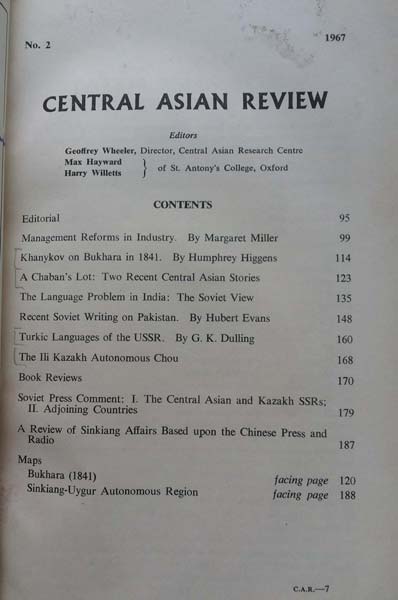 No. 2
1967
CENTRAL ASIAN REVIEW
Editors
Geoffrey Wheeler, Director, Central Asian Research Centre
Max Hayward
Harry Willetts
} of St. Antony's College, Oxford
CONTENTS
Editorial 95
Management Reforms in Industry. By Margaret Miller 99
Khanykov on Bukhara in 1841. By Humphrey Higgens 114
A Chaban's Lot: Two Recent Central Asian Stories 123
The Language Problem in India: The Soviet View 135
Recent Soviet Writing on Pakistan. By Hubert Evans 148
Turkic Languages of the USSR. By G. K. Dulling 160
The Ili Kazakh Autonomous Chou 168
Book Reviews 170
Soviet Press Comment: I. The Central Asian and Kazakh SSRs;
II. Adjoining Countries 179
A Review of Sinkiang Affairs Based upon the Chinese Press and
Radio 187
Maps
Bukhara (1841) facing page 120
Sinkiang-Uygur Autonomous Region facing page 188
C.A.R.—7